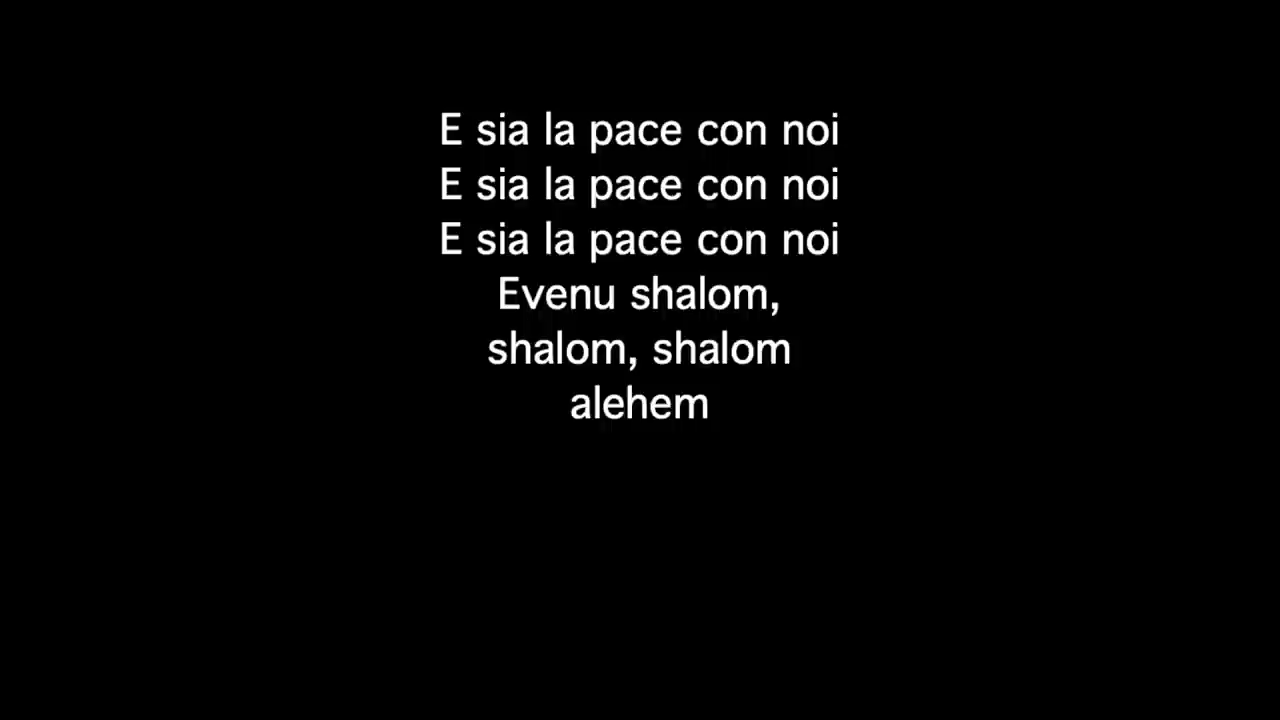 E sia la pace con noi
E sia la pace con noi
E sia la pace con noi
Evenu shalom,
shalom, shalom
alehem